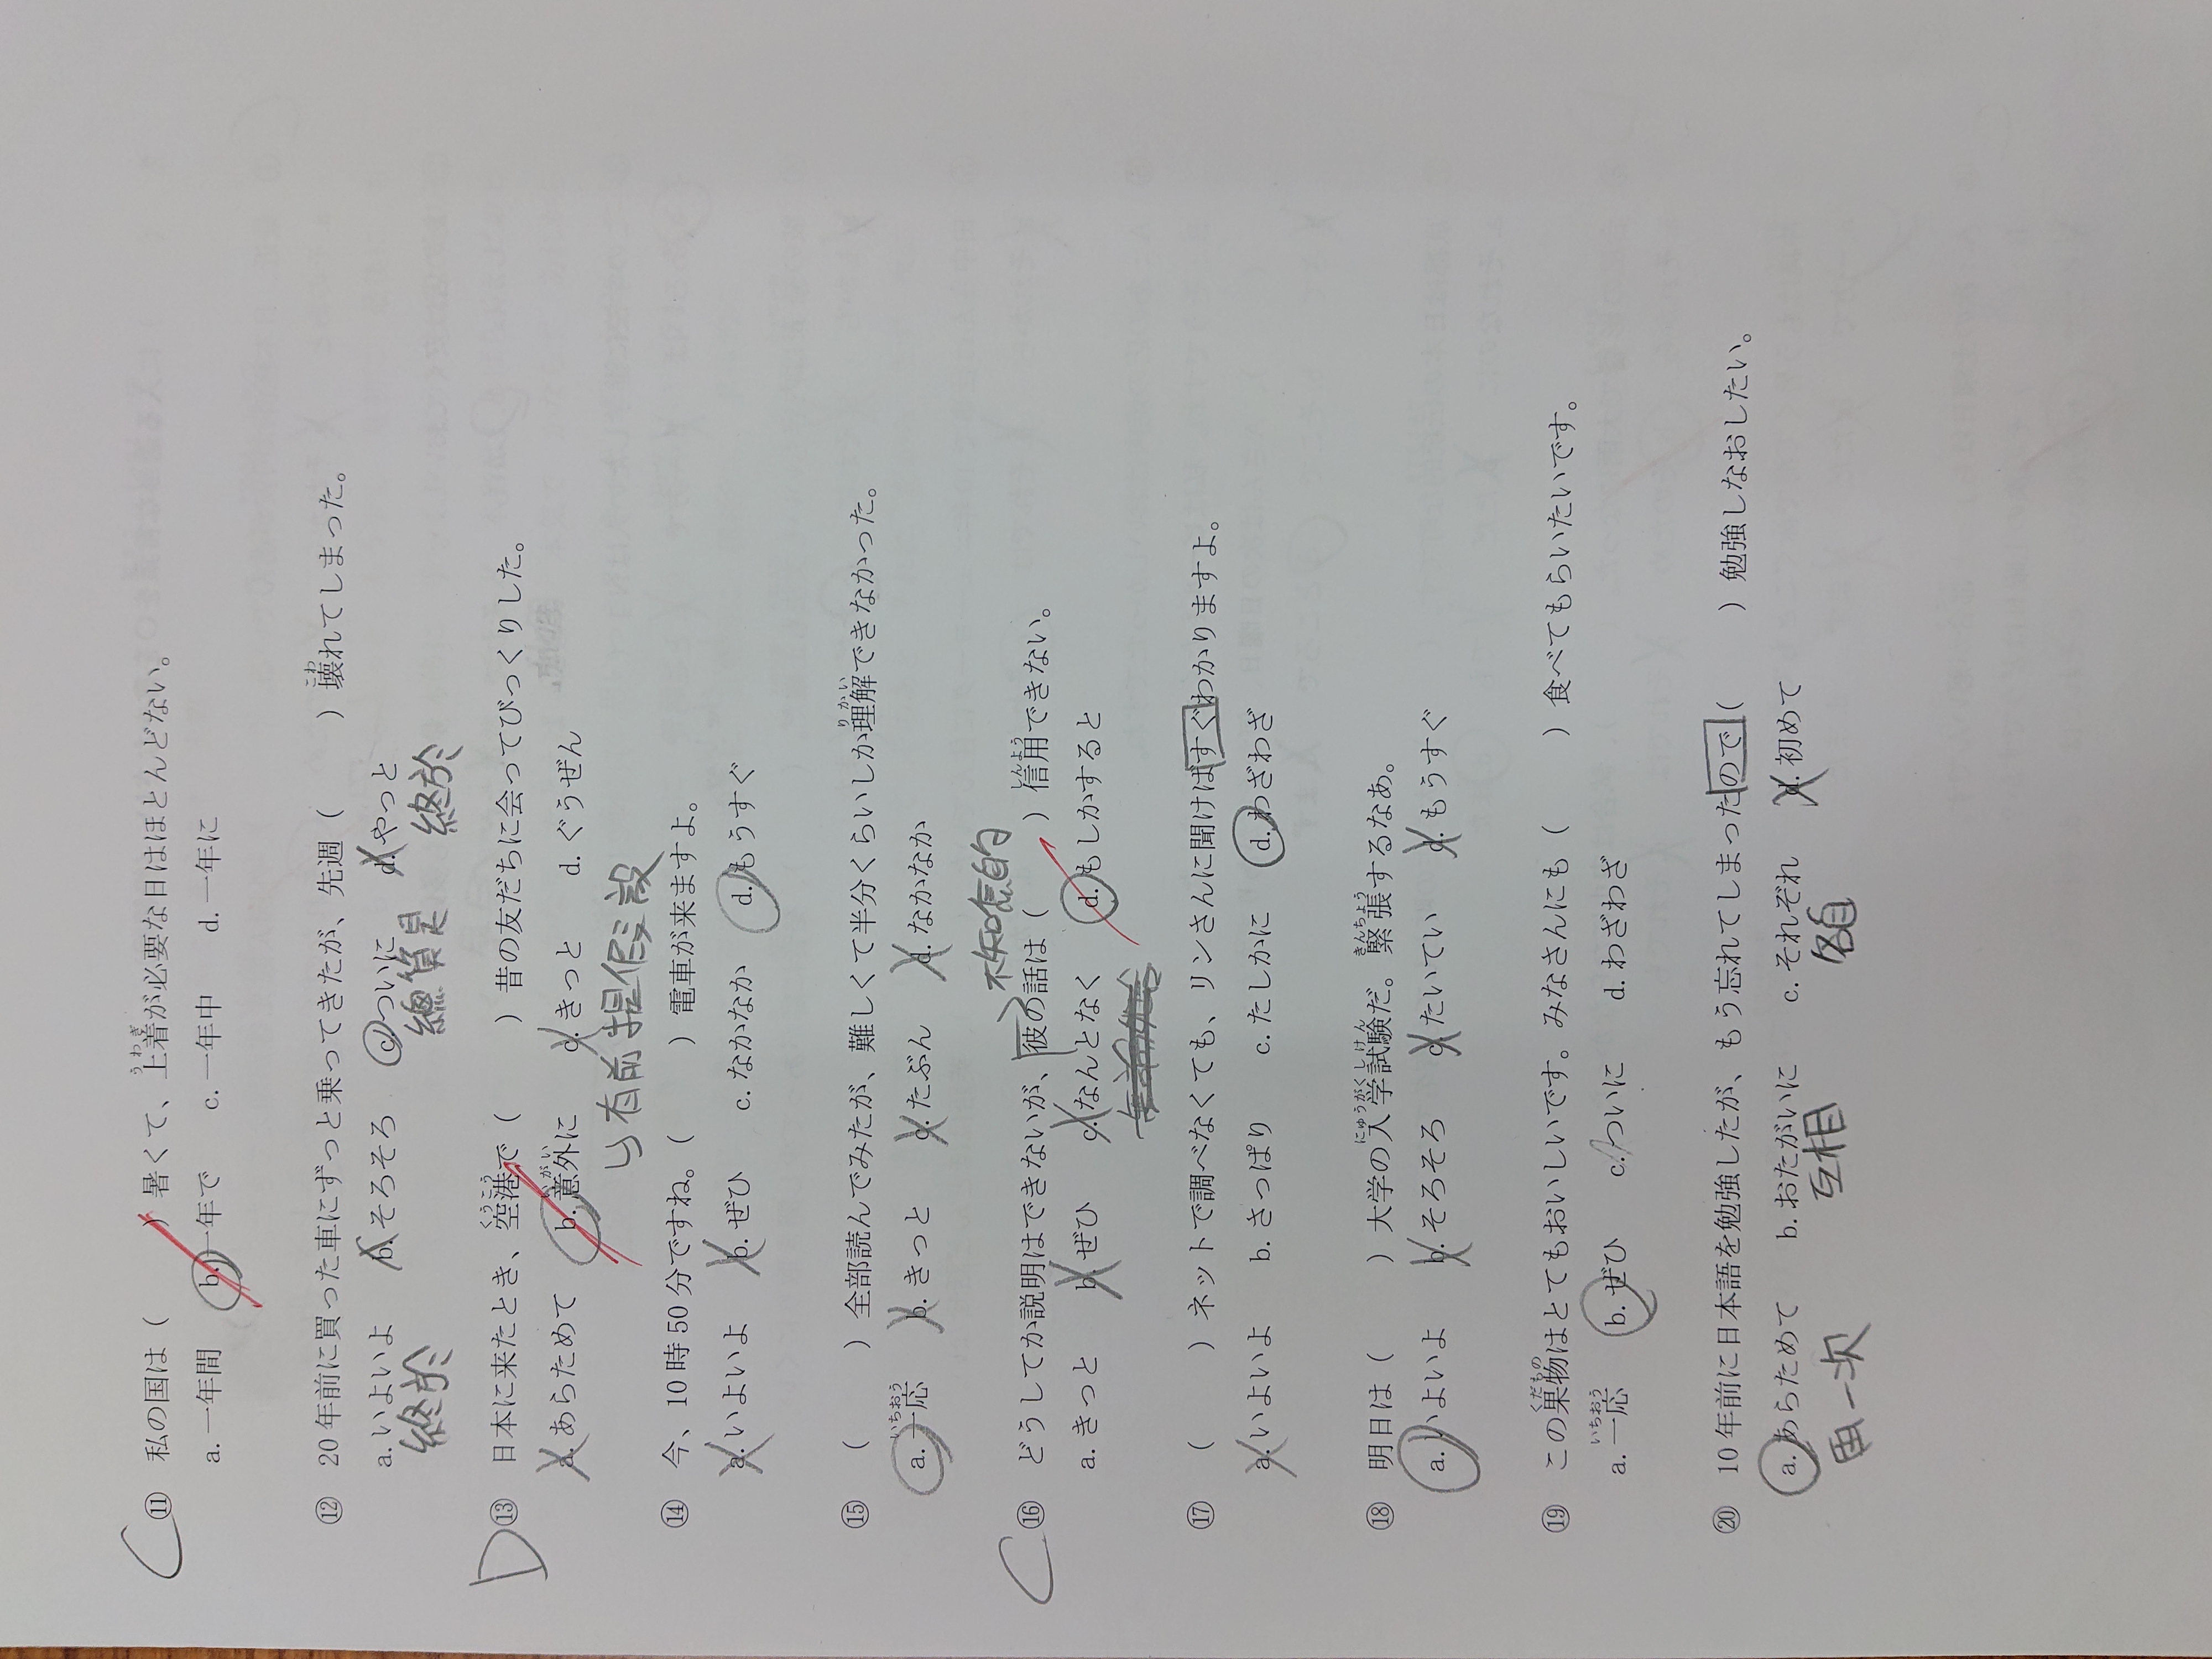 C ⑪ 私の国は（　　　）暑くて、上着が必要な日はほとんどない。
うわぎ
a. 一年間　b. 一年で　c. 一年中　d. 一年に
⑫ 20年前に買った車にずっと乗ってきたが、先週（　　　）壊れてしまった。
こわ
a. いよいよ　b. そろそろ　c. ついに　d. やっと
終於　總算是　終於
D ⑬ 日本に来たとき、空港で（　　　）昔の友だちに会ってびっくりした。
くうこう
a. あらためて　b. 意外に　c. きっと　d. ぐうぜん
いがい
↳有前提假設
⑭ 今、10時50分ですね。（　　　）電車が来ますよ。
a. いよいよ　b. ぜひ　c. なかなか　d. もうすぐ
⑮ （　　　）全部読んでみたが、難しくて半分くらいしか理解できなかった。
りかい
a. 一応　b. きっと　c. たぶん　d. なかなか
いちおう
不知怎的
C ⑯ どうしてか説明はできないが、彼の話は（　　　）信用できない。
しんよう
a. きっと　b. ぜひ　c. なんとなく　d. もしかすると
⑰ （　　　）ネットで調べなくても、リンさんに聞けばすぐわかりますよ。
a. いよいよ　b. さっぱり　c. たしかに　d. わざわざ
⑱ 明日は（　　　）大学の入学試験だ。緊張するなあ。
にゅうがくしけん　きんちょう
a. いよいよ　b. そろそろ　c. たいてい　d. もうすぐ
⑲ この果物はとてもおいしいです。みなさんにも（　　　）食べてもらいたいです。
くだもの
a. 一応　b. ぜひ　c. ついに　d. わざわざ
いちおう
⑳ 10年前に日本語を勉強したが、もう忘れてしまったので（　　　）勉強しなおしたい。
a. あらためて　b. おたがいに　c. それぞれ　d. 初めて
再一次　互相　各自